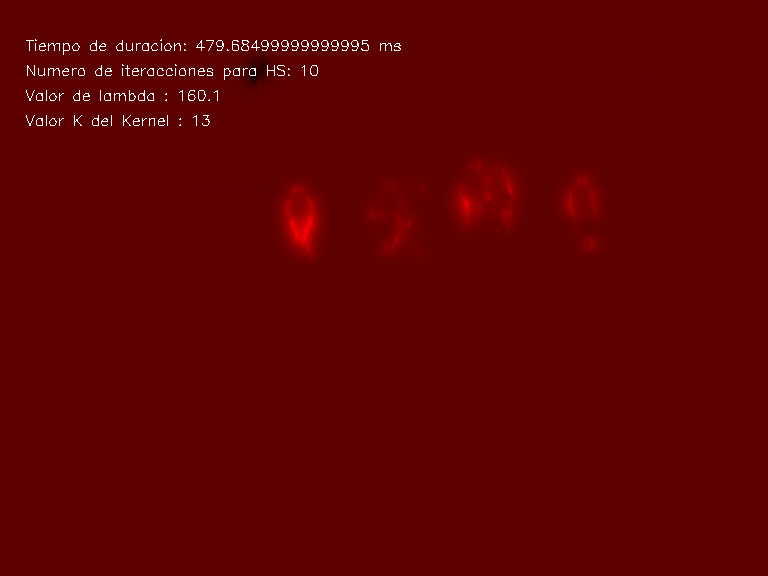 Tiempo de duracion: 479.68499999999995 ms
Numero de iteracciones para HS: 10
Valor de lambda : 160.1
Valor K del Kernel : 13